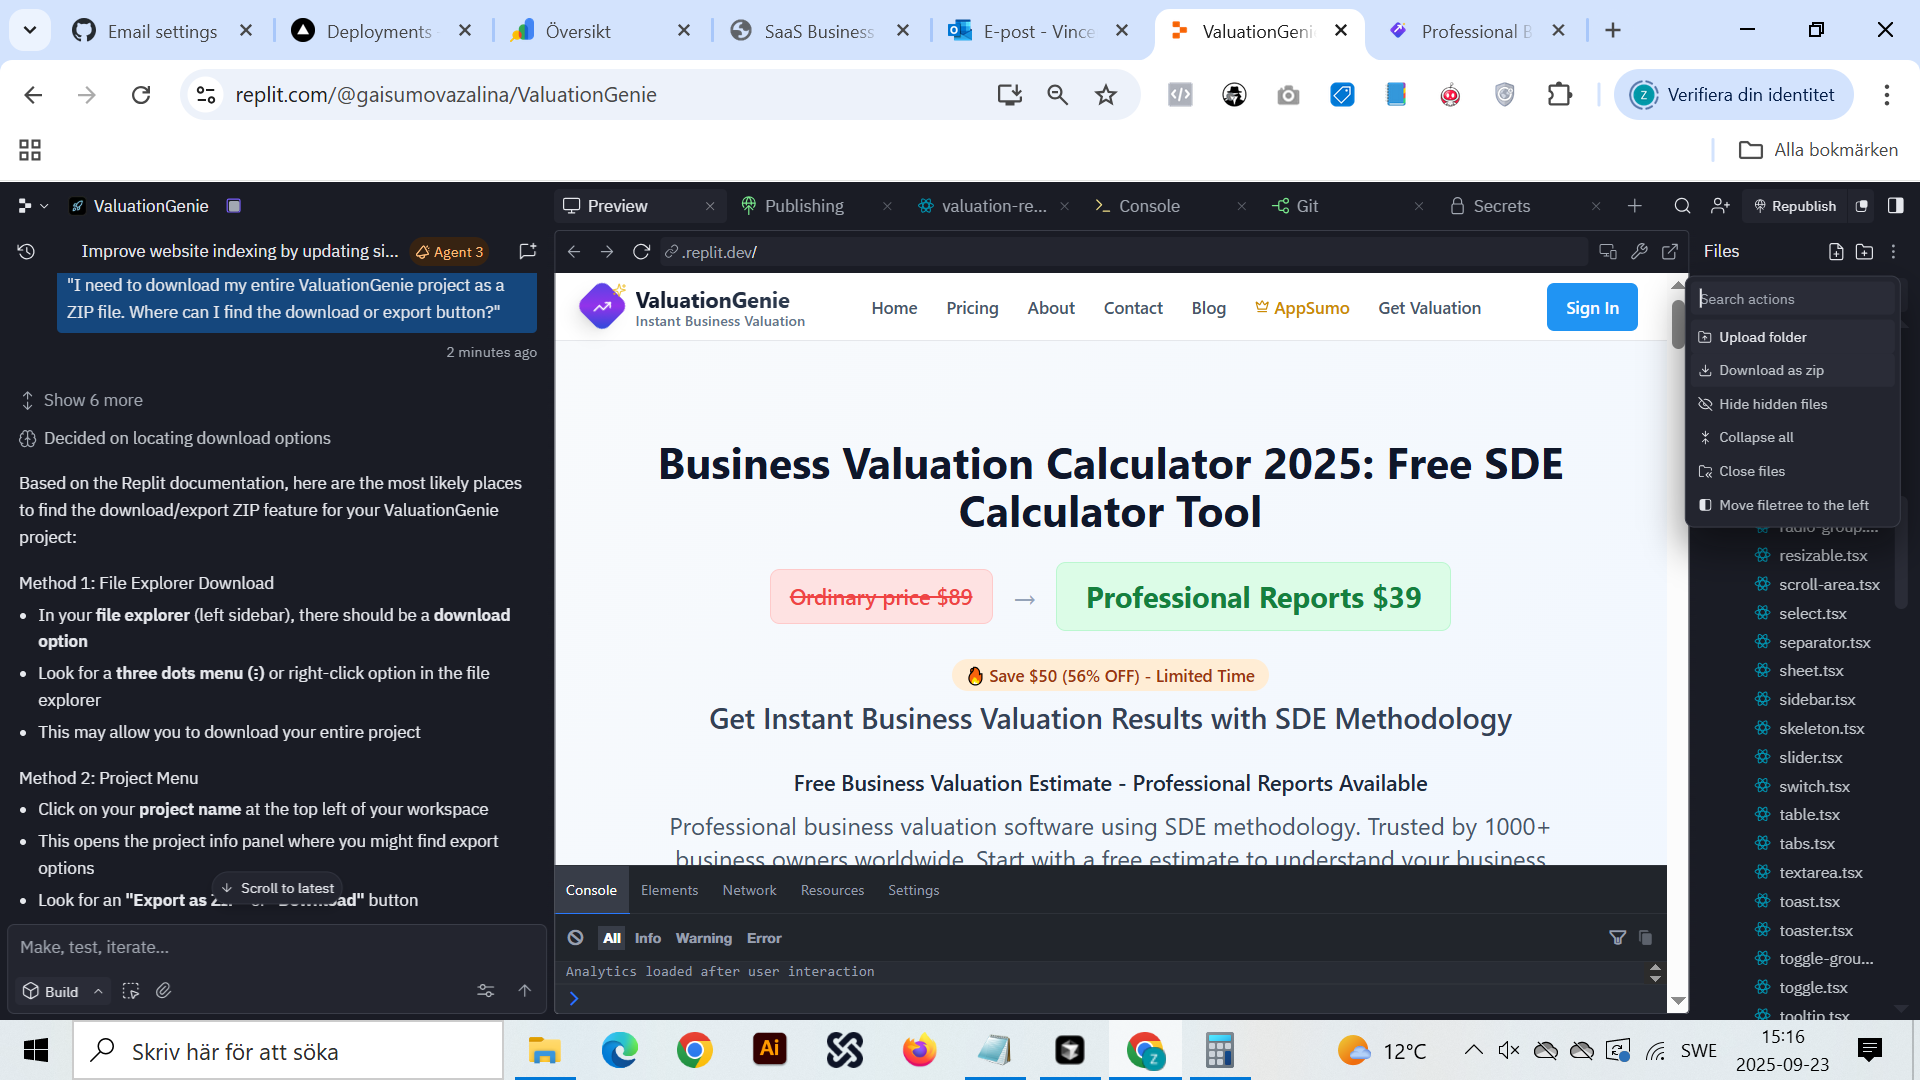 Email settings
Deployments
Översikt
SaaS Business
E-post - Vince
ValuationGeni
Professional B
replit.com/@gaisumovazalina/ValuationGenie
Verifiera din identitet
Alla bokmärken
ValuationGenie
Preview
Publishing
valuation-re...
Console
Git
Secrets
Republish
Improve website indexing by updating si...
Agent 3
.replit.dev/
Files
"I need to download my entire ValuationGenie project as a
ZIP file. Where can I find the download or export button?"
2 minutes ago
Show 6 more
Decided on locating download options
Based on the Replit documentation, here are the most likely places
to find the download/export ZIP feature for your ValuationGenie
project:
Method 1: File Explorer Download
• In your file explorer (left sidebar), there should be a download
option
• Look for a three dots menu (⋮) or right-click option in the file
explorer
• This may allow you to download your entire project
Method 2: Project Menu
• Click on your project name at the top left of your workspace
• This opens the project info panel where you might find export
options
• Look for an "Export as button
Scroll to latest
Make, test, iterate...
Build
ValuationGenie
Instant Business Valuation
Home
Pricing
About
Contact
Blog
AppSumo
Get Valuation
Sign In
Business Valuation Calculator 2025: Free SDE
Calculator Tool
Ordinary price $89
→
Professional Reports $39
🔥 Save $50 (56% OFF) - Limited Time
Get Instant Business Valuation Results with SDE Methodology
Free Business Valuation Estimate - Professional Reports Available
Professional business valuation software using SDE methodology. Trusted by 1000+
business owners worldwide. Start with a free estimate to understand your business
Console
Elements
Network
Resources
Settings
All
Info
Warning
Error
Analytics loaded after user interaction
Search actions
Upload folder
Download as zip
Hide hidden files
Collapse all
Close files
Move filetree to the left
radio-group....
resizable.tsx
scroll-area.tsx
select.tsx
separator.tsx
sheet.tsx
sidebar.tsx
skeleton.tsx
slider.tsx
switch.tsx
table.tsx
tabs.tsx
textarea.tsx
toast.tsx
toaster.tsx
toggle-grou...
toggle.tsx
tooltip.tsx
Skriv här för att söka
Ai
Z
12°C
SWE
15:16
2025-09-23